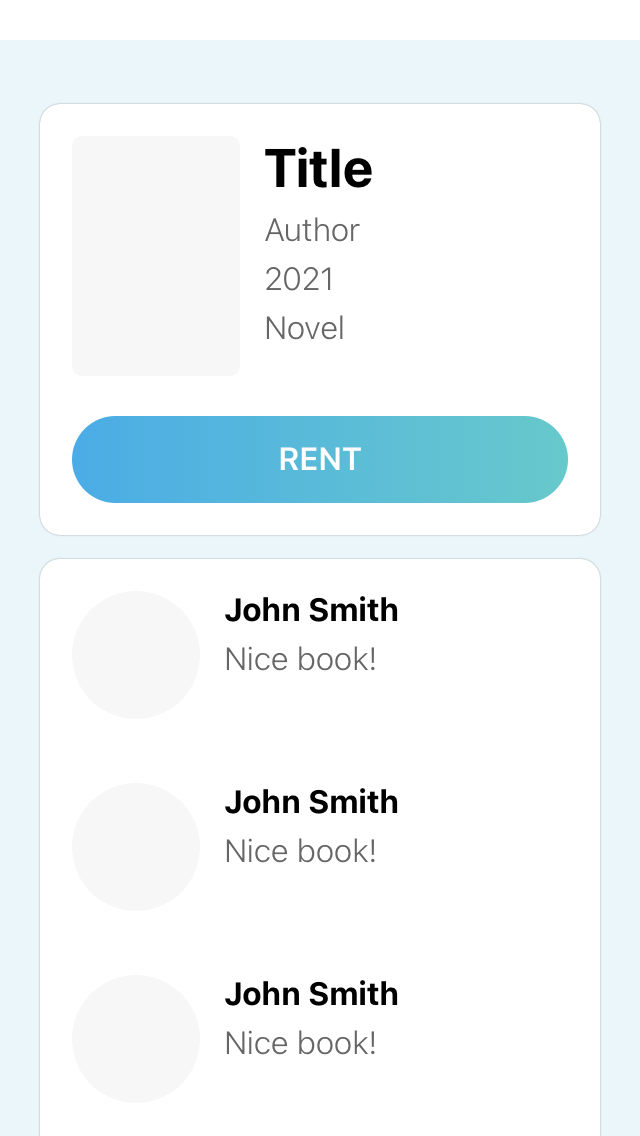 Title
Author
2021
Novel
RENT
John Smith
Nice book!
John Smith
Nice book!
John Smith
Nice book!